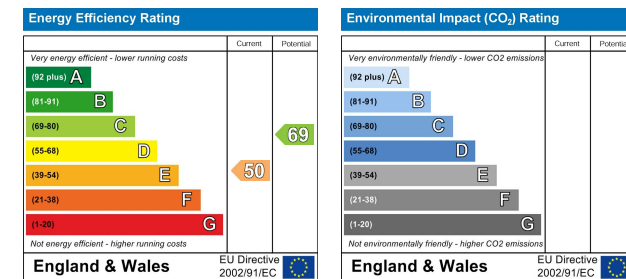 Energy Efficiency Rating
Current Potential
Very energy efficient - lower running costs
(92 plus) A
(81-91) B
(69-80) C
69
(55-68) D
(39-54) E
50
(21-38) F
(1-20) G
Not energy efficient - higher running costs
England & Wales
EU Directive
2002/91/EC
Environmental Impact (CO2) Rating
Current Potential
Very environmentally friendly - lower CO2 emissions
(92 plus) A
(81-91) B
(69-80) C
(55-68) D
(39-54) E
(21-38) F
(1-20) G
Not environmentally friendly - higher CO2 emissions
England & Wales
EU Directive
2002/91/EC